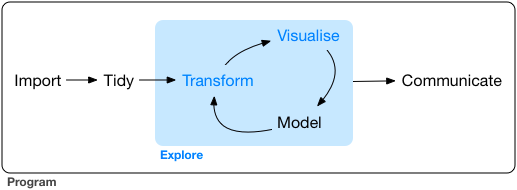 Visualise
Import
Tidy
Transform
Communicate
Model
Explore
Program